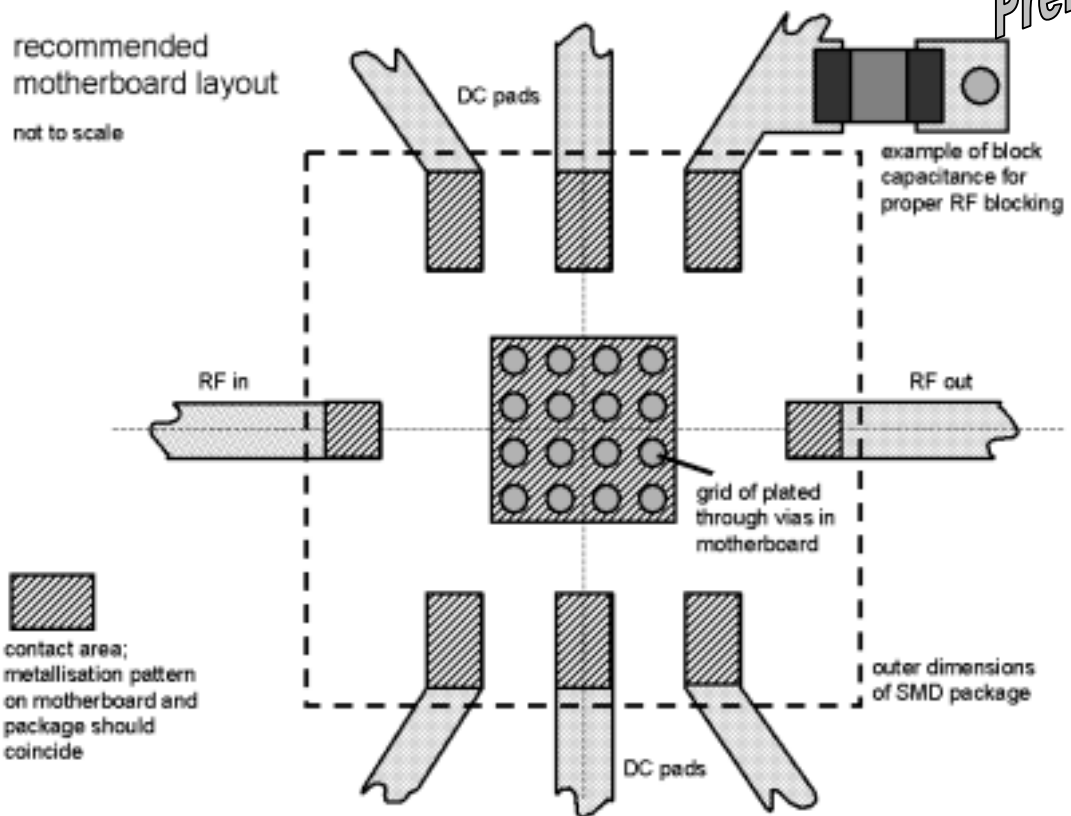 recommended
motherboard layout
not to scale
DC pads
example of block
capacitance for
proper RF blocking
RF in
RF out
grid of plated
through vias in
motherboard
contact area;
metallisation pattern
on motherboard and
package should
coincide
outer dimensions
of SMD package
DC pads